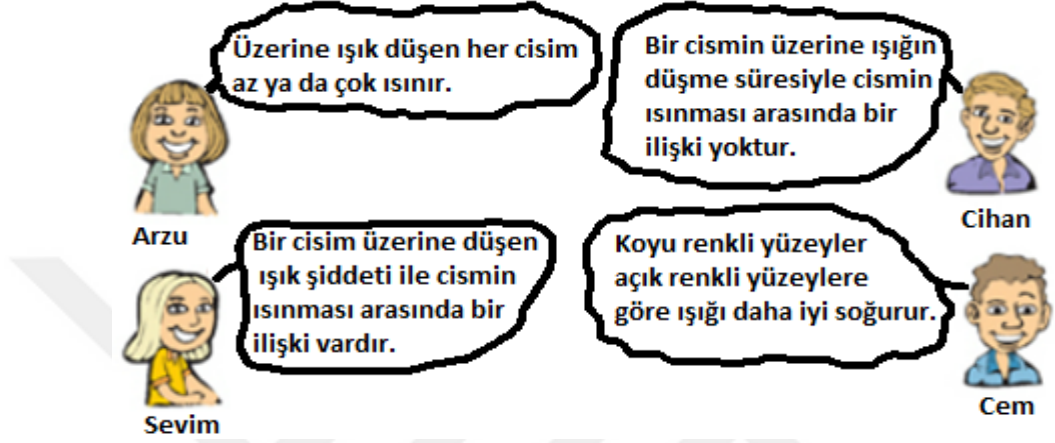 Üzerine ışık düşen her cisim
az ya da çok ısınır.
Arzu
Bir cismin üzerine ışığın
düşme süresiyle cismin
ısınması arasında bir
ilişki yoktur.
Cihan
Bir cisim üzerine düşen
ışık şiddeti ile cismin
ısınması arasında bir
ilişki vardır.
Sevim
Koyu renkli yüzeyler
açık renkli yüzeylere
göre ışığı daha iyi soğurur.
Cem